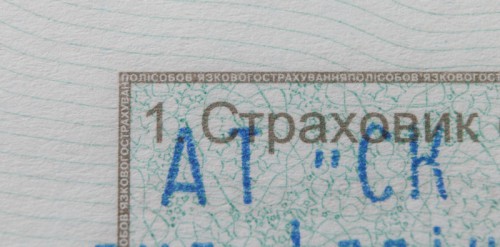 ПОЛІСОБОВ'ЯЗКОВОГОСТРАХУВАННЯПОЛІСОБОВ'ЯЗКОВОГО
1. Страховик
АТ "СК